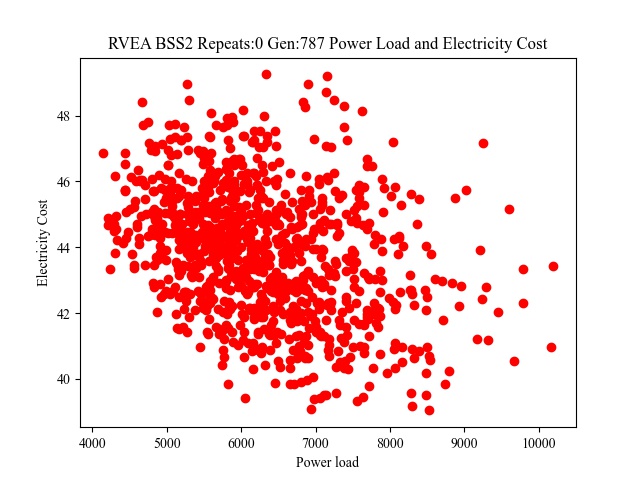 RVEA BSS2 Repeats:0 Gen:787 Power Load and Electricity Cost
48
46
44
42
40
Electricity Cost
4000 5000 6000 7000 8000 9000 10000
Power load